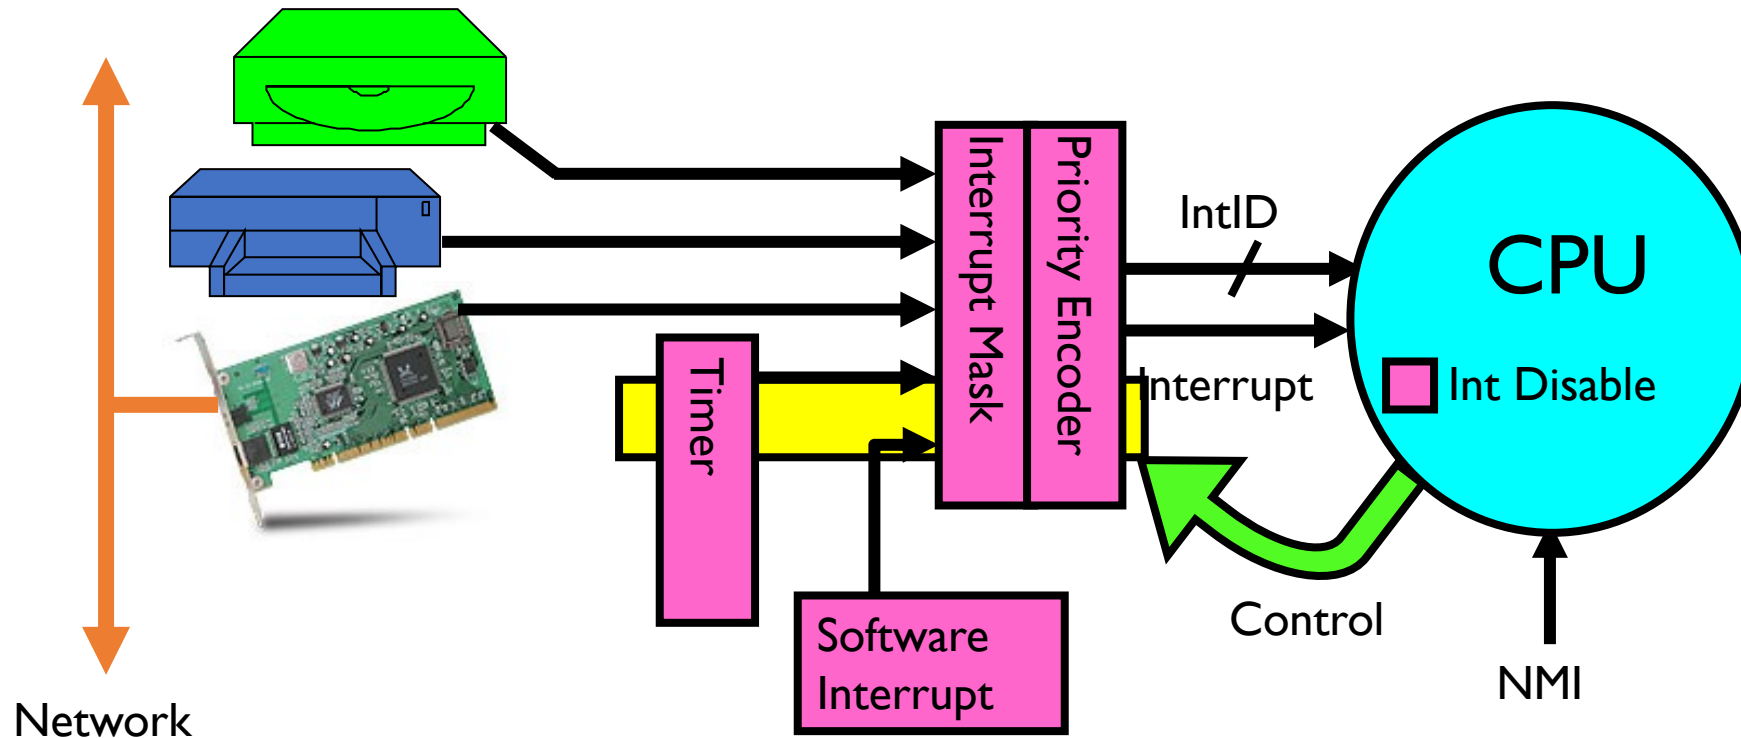 Network
Timer
Software
Interrupt
Interrupt Mask
Priority Encoder
IntID
Interrupt
Control
CPU
Int Disable
NMI